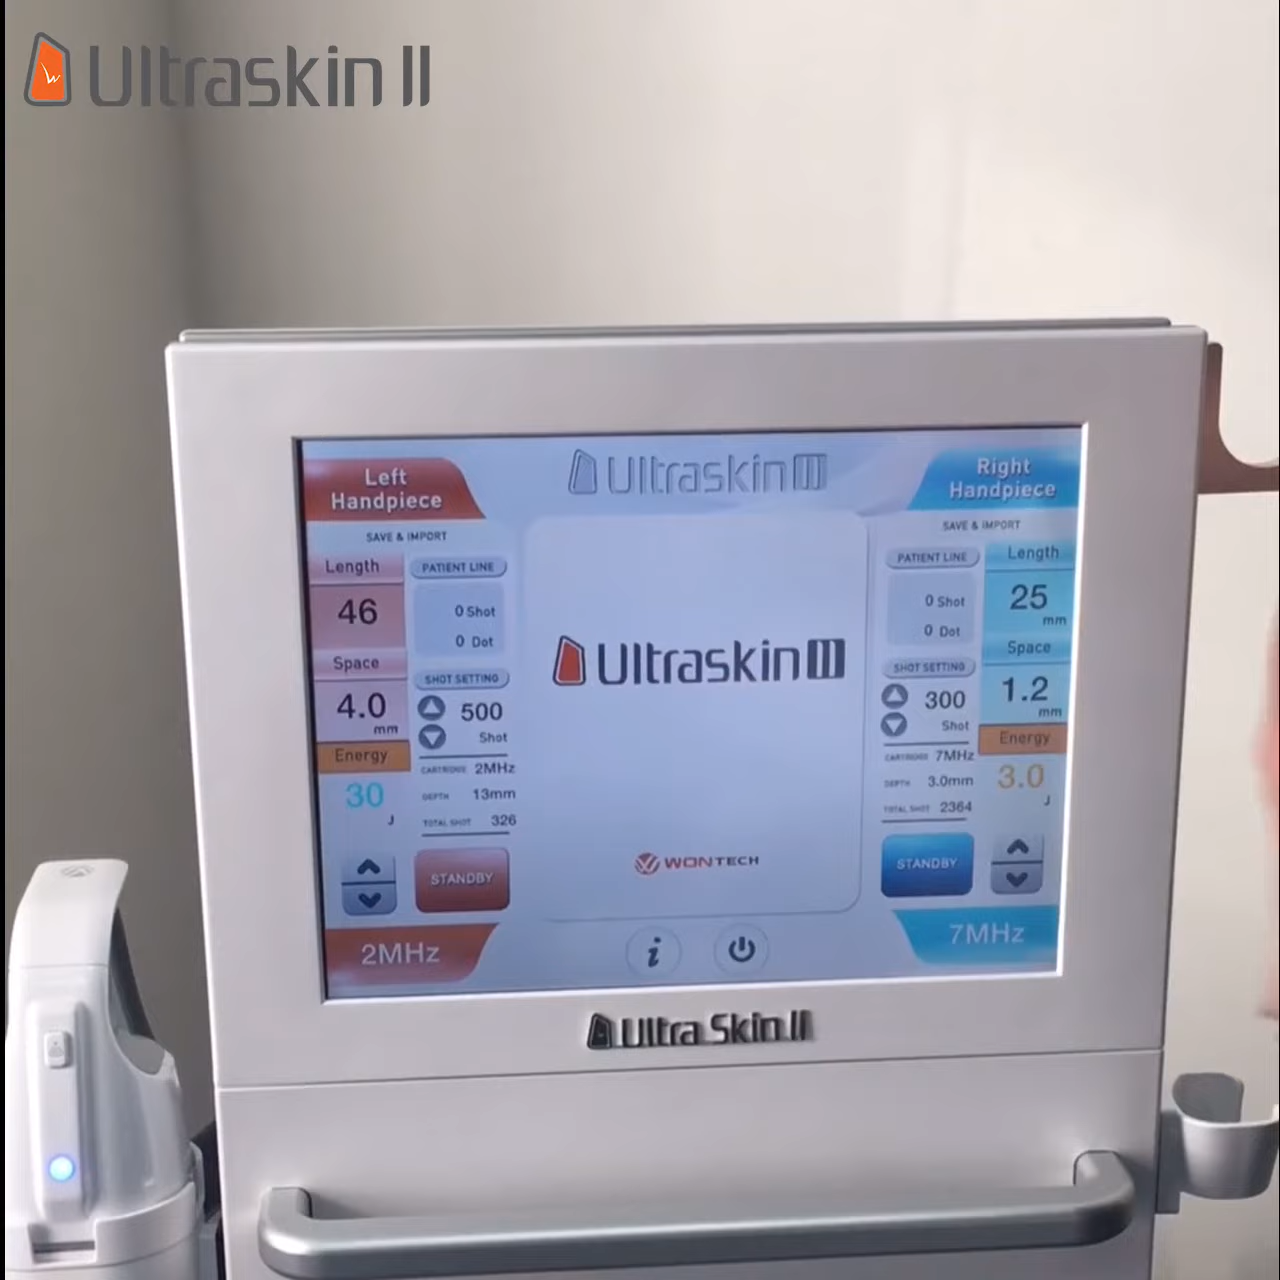 Ultraskin II
Ultraskin II
Left
Handpiece
SAVE & IMPORT
Length
46
Space
4.0
mm
Energy
30
J
PATIENT LINE
0 Shot
0 Dot
SHOT SETTING
500
Shot
CARTRIDGE 2MHz
DEPTH 13mm
TOTAL SHOT 326
STANDBY
2MHz
Ultraskin II
WONTECH
i
Right
Handpiece
SAVE & IMPORT
PATIENT LINE
0 Shot
0 Dot
SHOT SETTING
300
Shot
CARTRIDGE 7MHz
DEPTH 3.0mm
TOTAL SHOT 2364
STANDBY
Length
25
mm
Space
1.2
mm
Energy
3.0
J
7MHz
Ultra Skin II